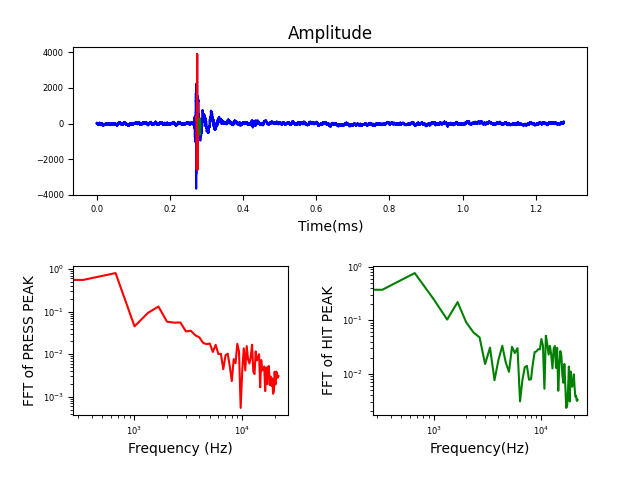 Amplitude
4000
2000
0
−2000
−4000
0.0 0.2 0.4 0.6 0.8 1.0 1.2
Time(ms)
FFT of PRESS PEAK
10⁰
10⁻¹
10⁻²
10⁻³
10³ 10⁴
Frequency (Hz)
FFT of HIT PEAK
10⁰
10⁻¹
10⁻²
10³ 10⁴
Frequency(Hz)